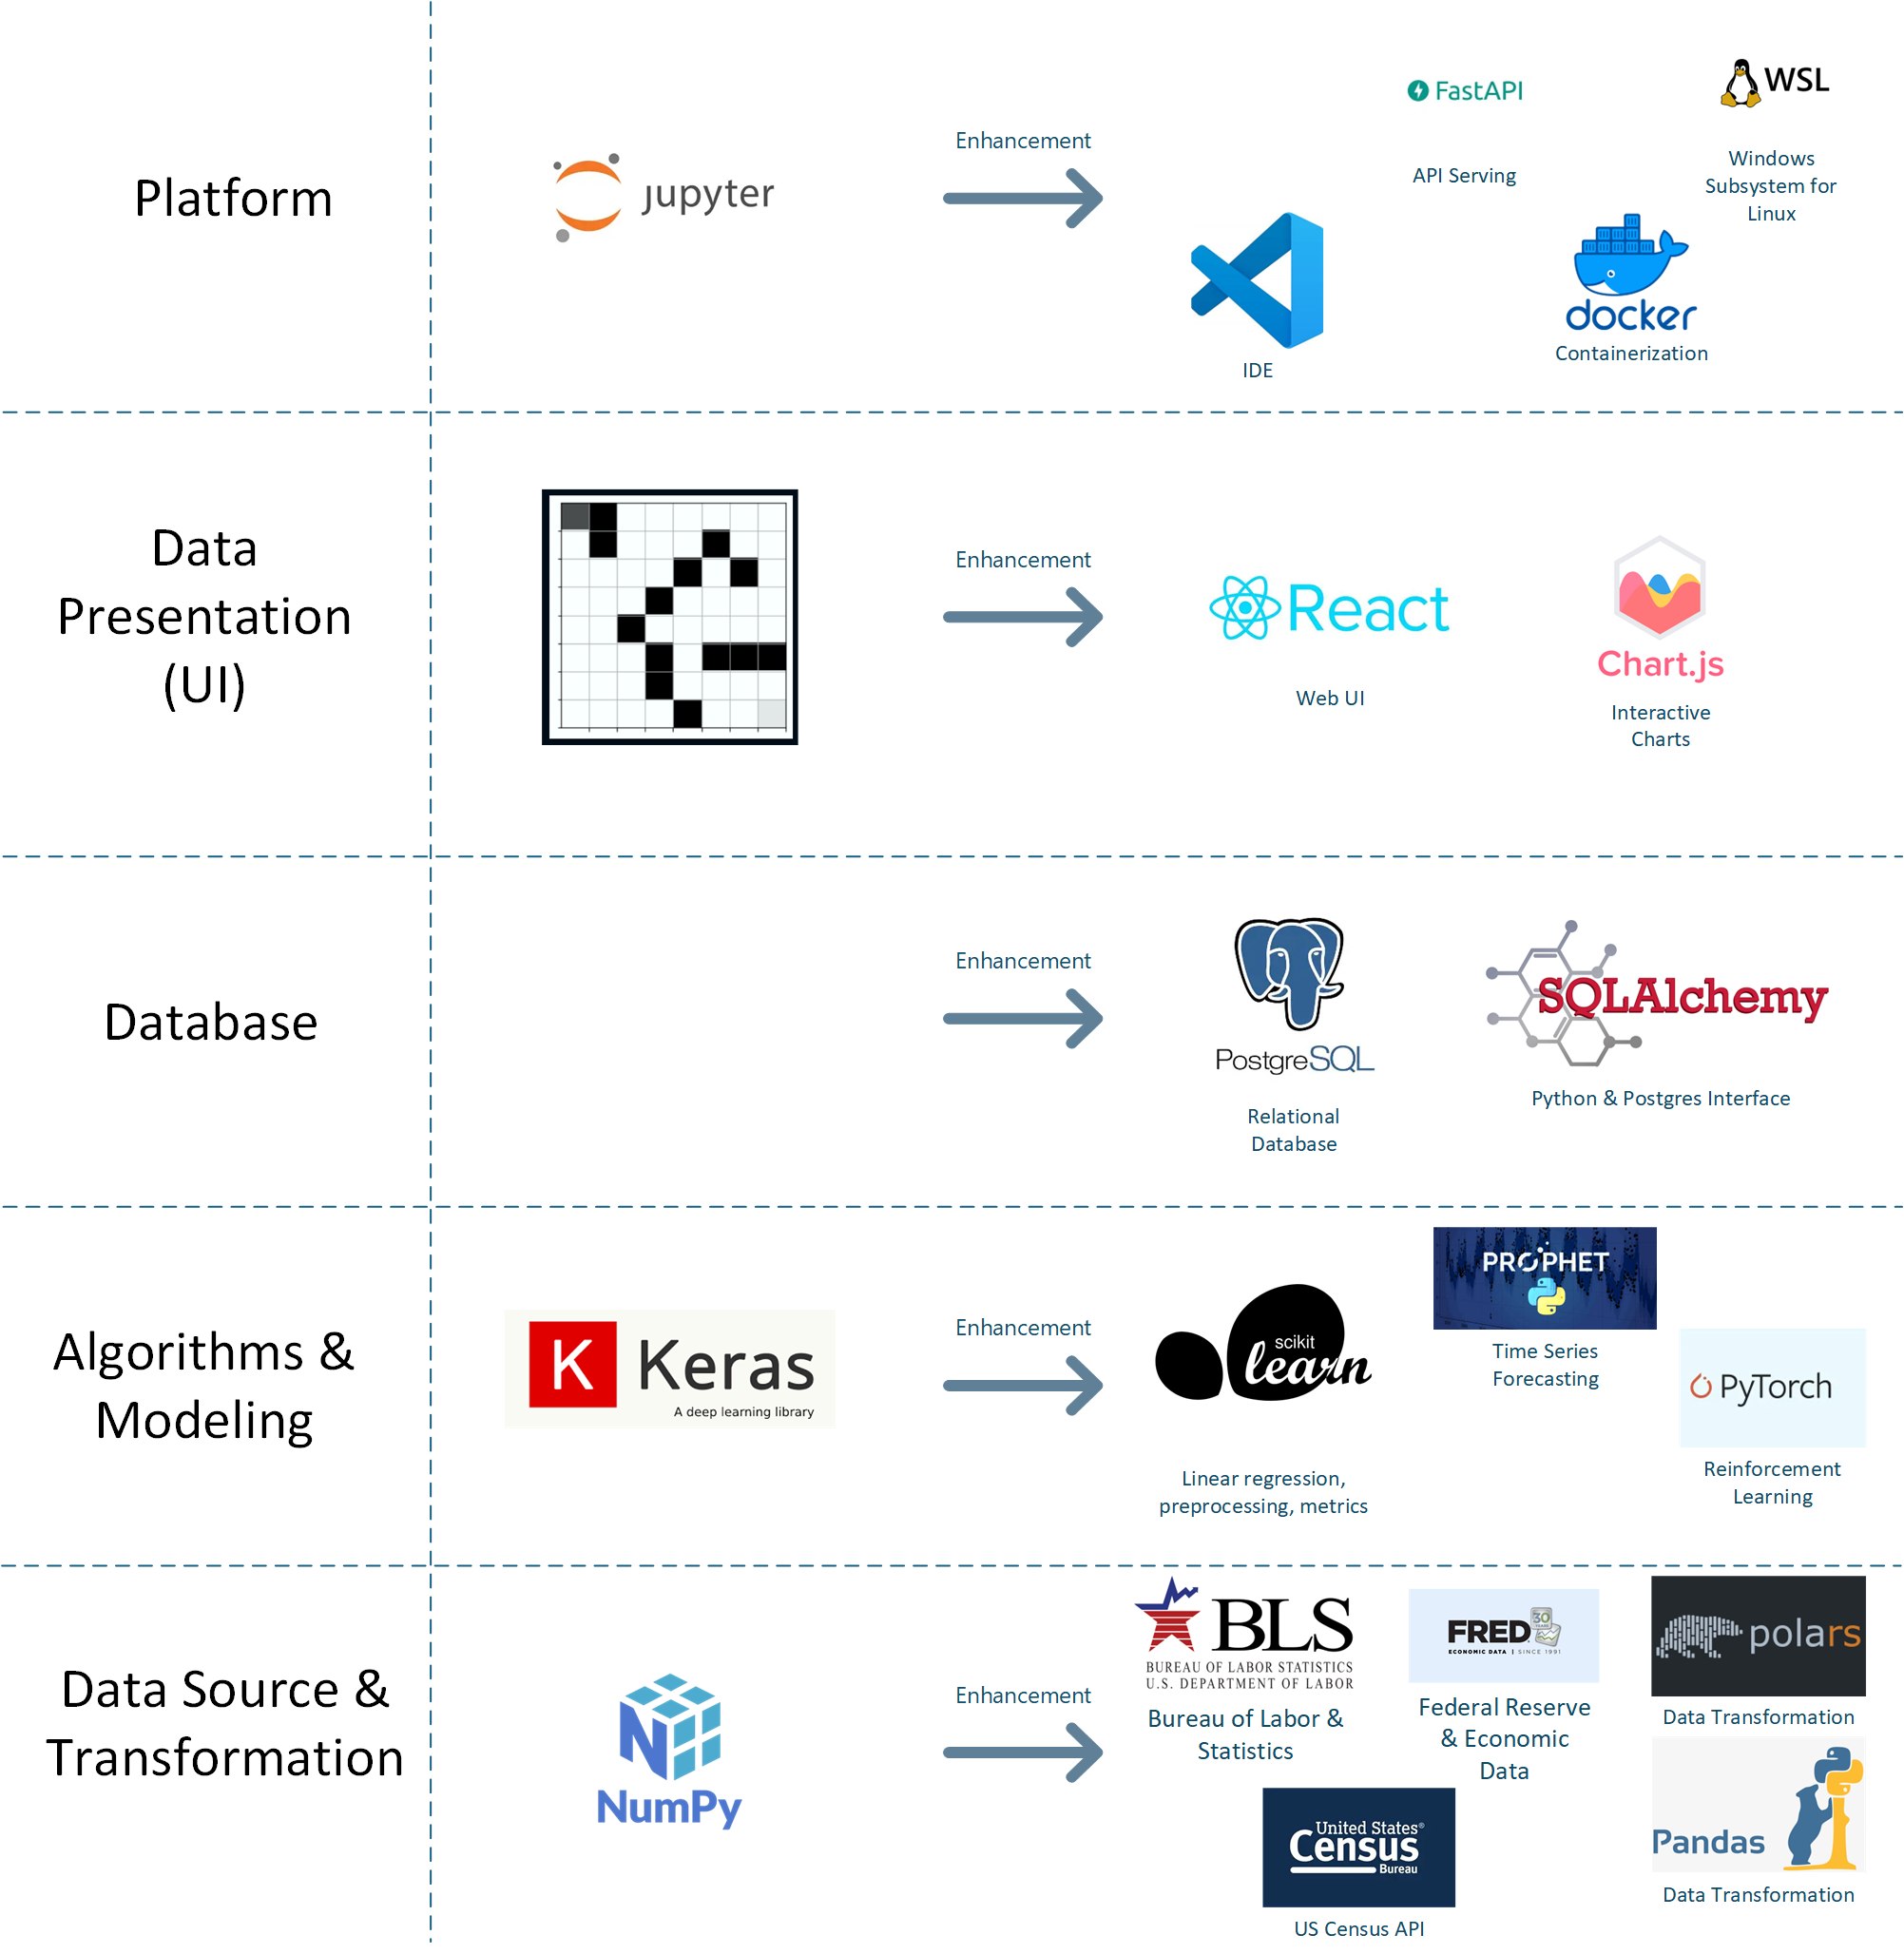 Platform
jupyter
Enhancement
FastAPI
API Serving
WSL
Windows
Subsystem for
Linux
IDE
docker
Containerization
Data
Presentation
(UI)
Enhancement
React
Web UI
Chart.js
Interactive
Charts
Database
Enhancement
PostgreSQL
Relational
Database
SQLAlchemy
Python & Postgres Interface
Algorithms &
Modeling
K Keras
A deep learning library
Enhancement
scikit
learn
Linear regression,
preprocessing, metrics
PROPHET
Time Series
Forecasting
PyTorch
Reinforcement
Learning
Data Source &
Transformation
NumPy
Enhancement
BLS
BUREAU OF LABOR STATISTICS
U.S. DEPARTMENT OF LABOR
Bureau of Labor &
Statistics
FRED
30
YEARS
ECONOMIC DATA | SINCE 1991
Federal Reserve
& Economic
Data
polars
Data Transformation
United States®
Census
Bureau
US Census API
Pandas
Data Transformation